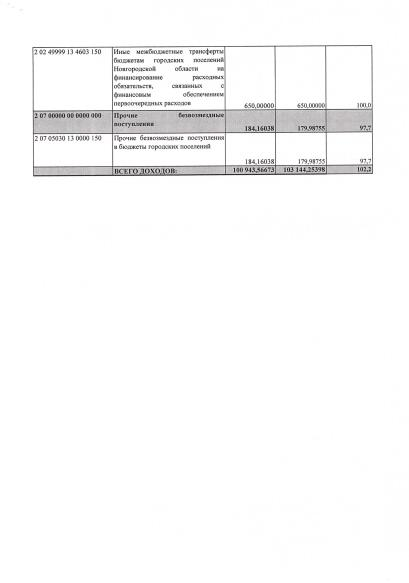 2 02 49999 13 4603 150
Иные межбюджетные трансферты
бюджетам городских поселений
Новгородской области на
финансирование расходных
обязательств, связанных с
финансовым обеспечением
первоочередных расходов 650,00000 650,00000 100,0
2 07 00000 00 0000 000 Прочие безвозмездные
поступления 184,16038 179,98755 97,7
2 07 05030 13 0000 150 Прочие безвозмездные поступления
в бюджеты городских поселений
184,16038 179,98755 97,7
ВСЕГО ДОХОДОВ: 100 943,56673 103 144,25398 102,2